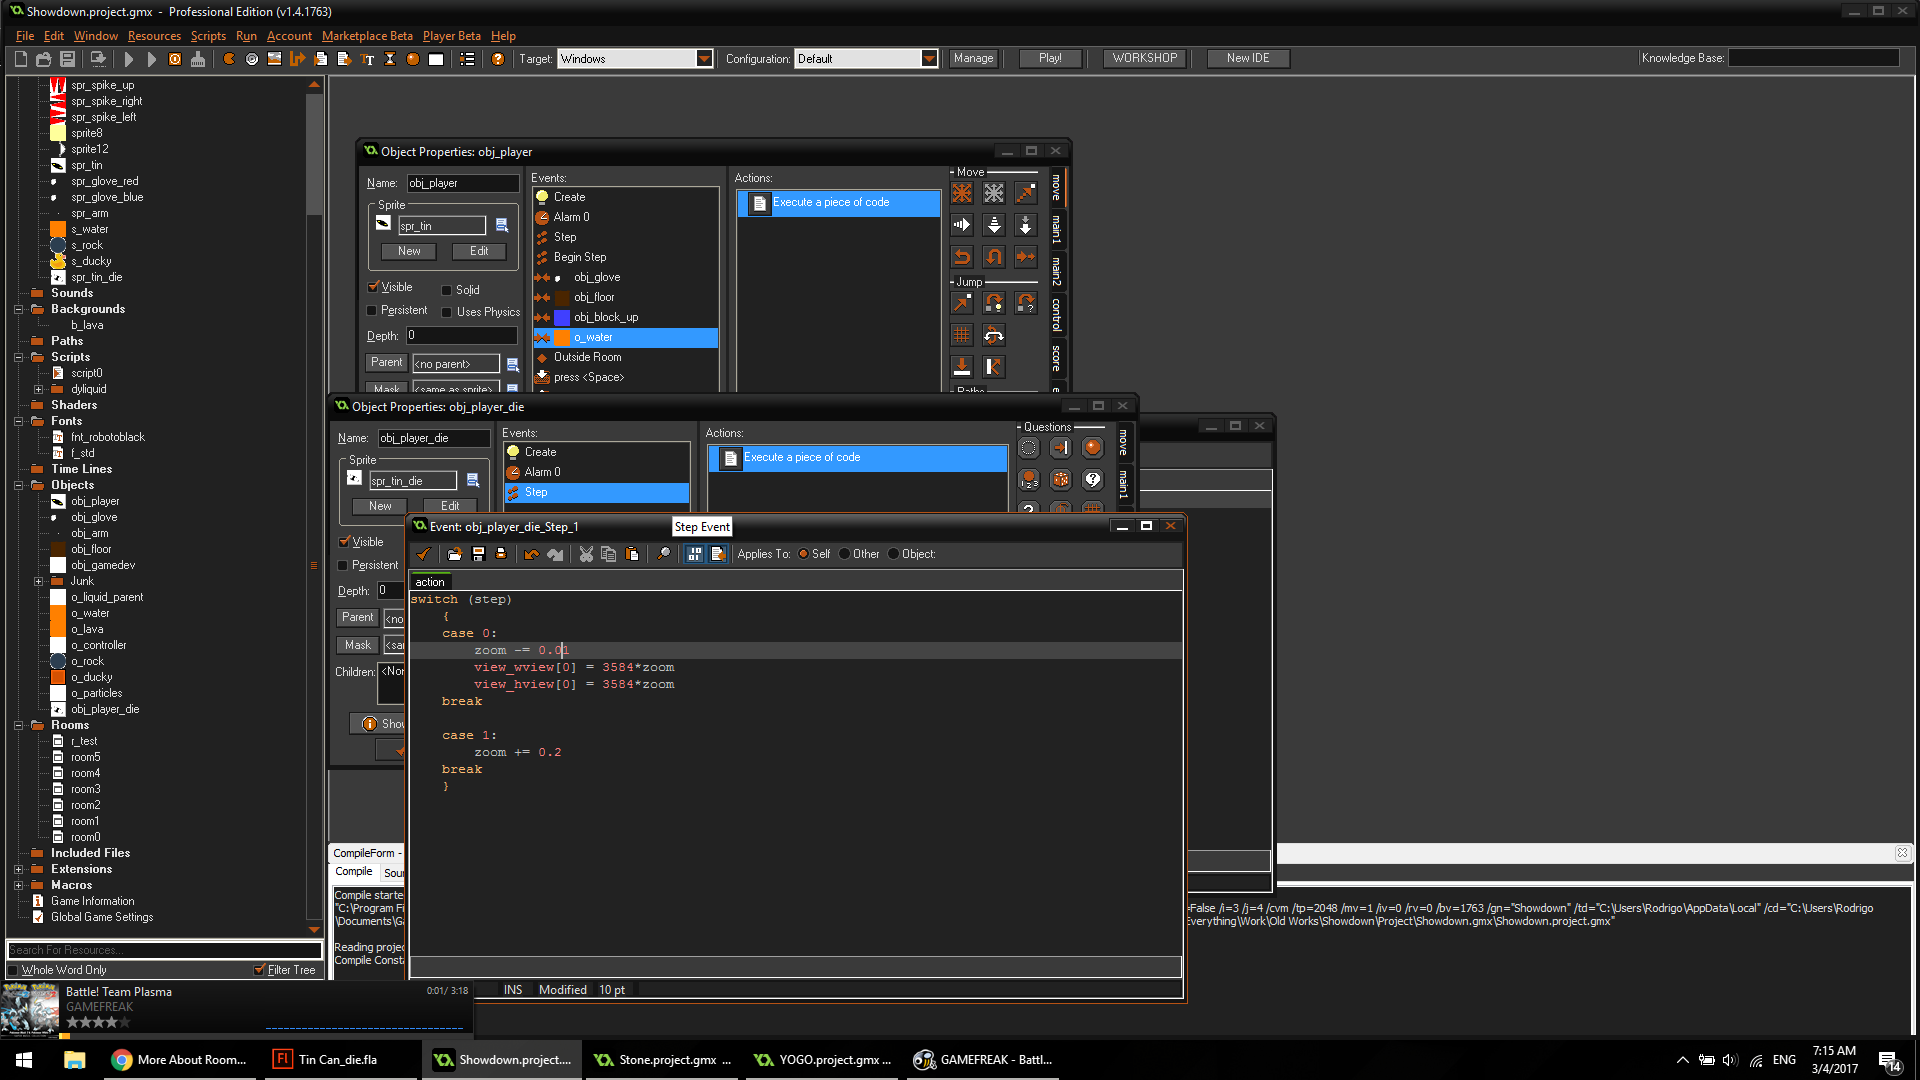 Showdown.project.gmx - Professional Edition (v1.4.1763)
File Edit Window Resources Scripts Run Account Marketplace Beta Player Beta Help
Target: Windows Configuration: Default Manage Play! WORKSHOP New IDE Knowledge Base:
spr_spike_up
spr_spike_right
spr_spike_left
sprite8
sprite12
spr_tin
spr_glove_red
spr_glove_blue
spr_arm
s_water
s_rock
s_ducky
spr_tin_die
Sounds
Backgrounds
b_lava
Paths
Scripts
script0
dyliquid
Shaders
Fonts
fnt_robotoblack
f_std
Time Lines
Objects
obj_player
obj_glove
obj_arm
obj_floor
obj_gamedev
Junk
o_liquid_parent
o_water
o_lava
o_controller
o_rock
o_ducky
o_particles
obj_player_die
Rooms
r_test
room5
room4
room3
room2
room1
room0
Included Files
Extensions
Macros
Game Information
Global Game Settings
Search For Resources...
Whole Word Only Filter Tree
Object Properties: obj_player
Name: obj_player
Sprite
spr_tin
New Edit
Visible Solid
Persistent Uses Physics
Depth: 0
Parent <no parent>
Mask <same as sprite>
Events:
Create
Alarm 0
Step
Begin Step
obj_glove
obj_floor
obj_block_up
o_water
Outside Room
press <Space>
Actions:
Execute a piece of code
Move
Jump
Paths
move
main1
main2
control
score
Object Properties: obj_player_die
Name: obj_player_die
Sprite
spr_tin_die
New Edit
Visible
Persistent
Depth: 0
Parent <no
Mask <sa
Children: <Nor
Show
Events:
Create
Alarm 0
Step
Actions:
Execute a piece of code
Questions
move
main1
Event: obj_player_die_Step_1
Step Event
Applies To: Self Other Object:
action
switch (step)
{
case 0:
zoom -= 0.01
view_wview[0] = 3584*zoom
view_hview[0] = 3584*zoom
break
case 1:
zoom += 0.2
break
}
INS Modified 10 pt
CompileForm -
Compile Sour
Compile starte
"C:\Program Fi =False /i=3 /j=4 /cvm /tp=2048 /mv=1 /iv=0 /rv=0 /bv=1763 /gn="Showdown" /td="C:\Users\Rodrigo\AppData\Local" /cd="C:\Users\Rodrigo
\Documents\Ga everything\Work\Old Works\Showdown\Project\Showdown.gmx\Showdown.project.gmx"
Reading projec
Compile Consta
Battle! Team Plasma 0:01/ 3:18
GAMEFREAK
More About Room... Tin Can_die.fla Showdown.project.... Stone.project.gmx ... YOGO.project.gmx ... GAMEFREAK - Battl... ENG
7:15 AM
3/4/2017
14